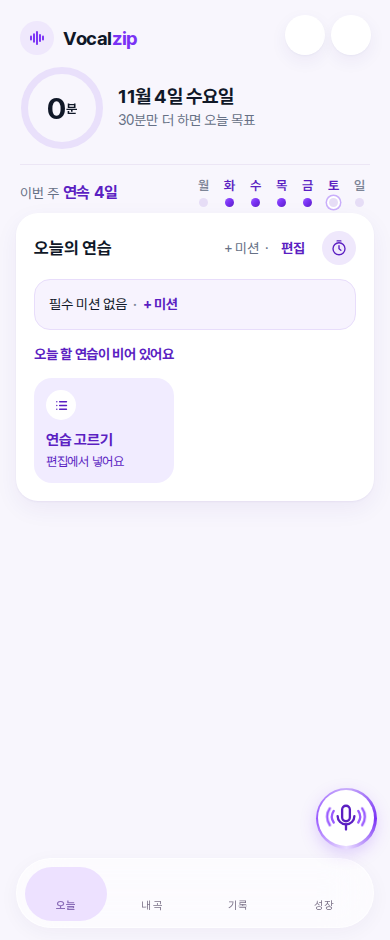 Vocalzip
0분
11월 4일 수요일
30분만 더 하면 오늘 목표
이번 주 연속 4일
월 화 수 목 금 토 일
오늘의 연습
+ 미션 · 편집
필수 미션 없음 · + 미션
오늘 할 연습이 비어 있어요
연습 고르기
편집에서 넣어요
오늘 내 곡 기록 성장